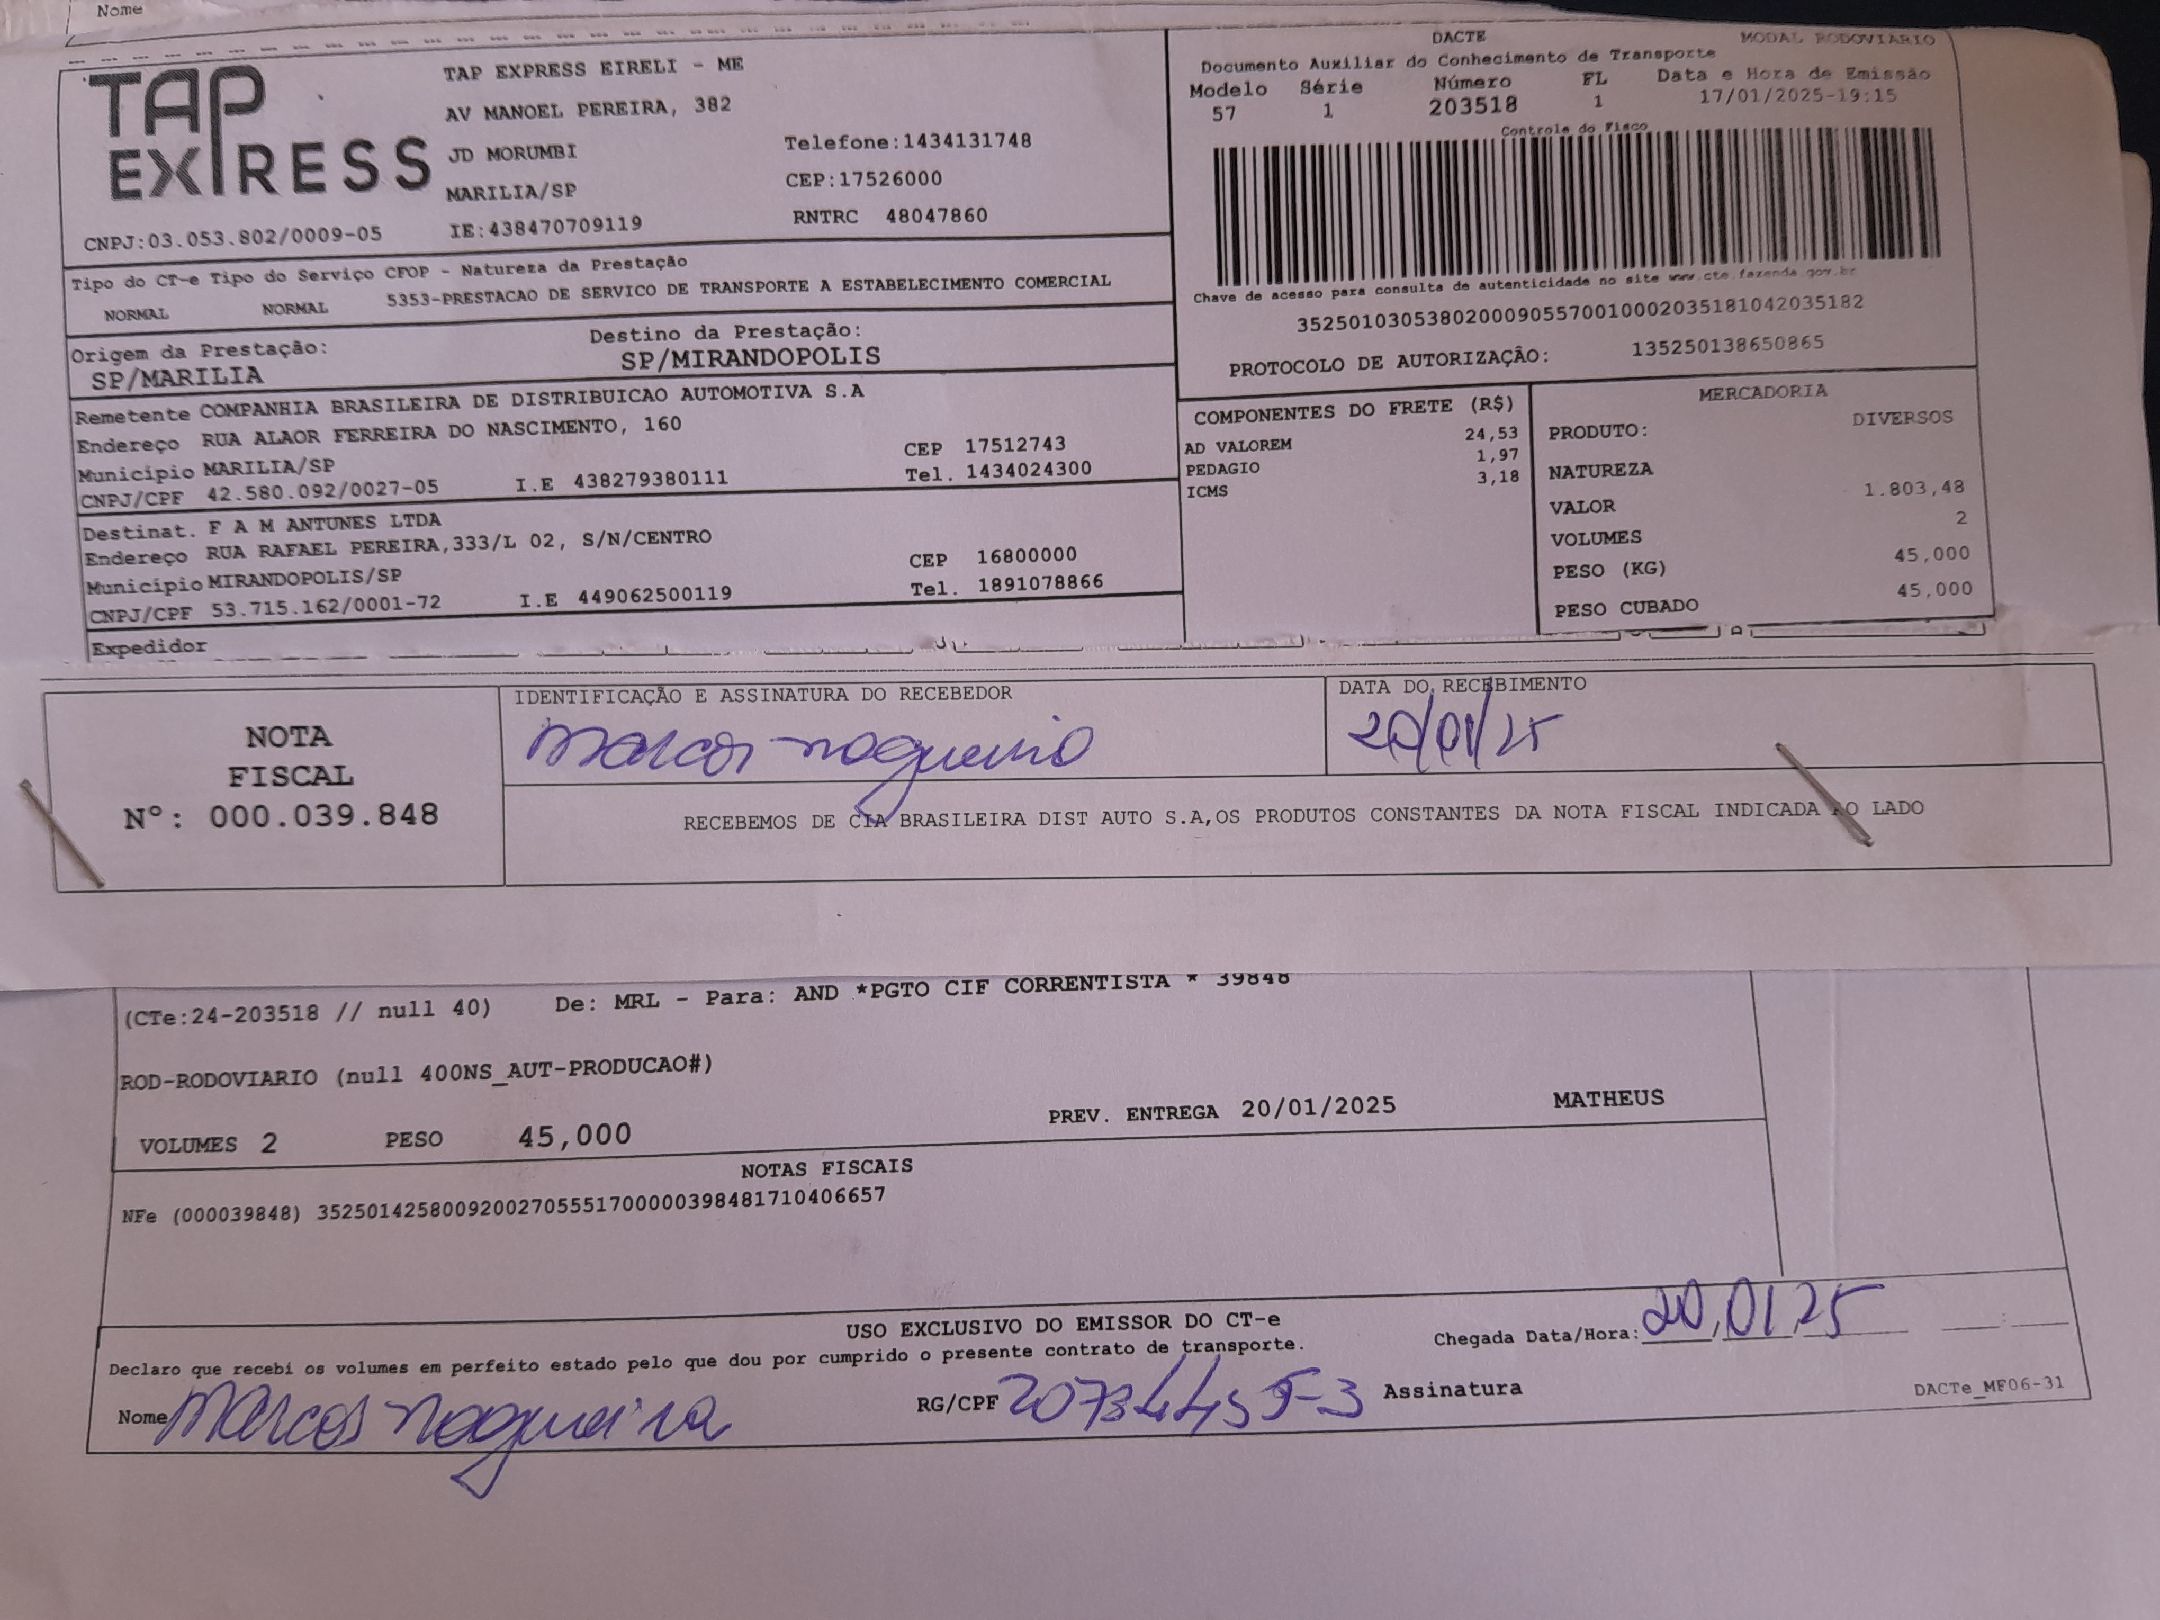 Nome
TAP EXPRESS
TAP EXPRESS EIRELI - ME
AV MANOEL PEREIRA, 382
JD MORUMBI
Telefone:1434131748
MARILIA/SP
CEP:17526000
CNPJ:03.053.802/0009-05
IE:438470709119
RNTRC 48047860
DACTE
MODAL RODOVIARIO
Documento Auxiliar do Conhecimento de Transporte
Modelo Série Número FL Data e Hora de Emissão
57 1 203518 1 17/01/2025-19:15
Controle do Fisco
Chave de acesso para consulta de autenticidade no site www.cte.fazenda.gov.br
35250103053802000905570010002035181042035182
PROTOCOLO DE AUTORIZAÇÃO: 135250138650865
Tipo do CT-e Tipo do Serviço CFOP - Natureza da Prestação
NORMAL NORMAL 5353-PRESTACAO DE SERVICO DE TRANSPORTE A ESTABELECIMENTO COMERCIAL
Origem da Prestação: Destino da Prestação:
SP/MARILIA SP/MIRANDOPOLIS
Remetente COMPANHIA BRASILEIRA DE DISTRIBUICAO AUTOMOTIVA S.A
Endereço RUA ALAOR FERREIRA DO NASCIMENTO, 160
Município MARILIA/SP CEP 17512743
CNPJ/CPF 42.580.092/0027-05 I.E 438279380111 Tel. 1434024300
Destinat. F A M ANTUNES LTDA
Endereço RUA RAFAEL PEREIRA,333/L 02, S/N/CENTRO
Município MIRANDOPOLIS/SP CEP 16800000
CNPJ/CPF 53.715.162/0001-72 I.E 449062500119 Tel. 1891078866
Expedidor
COMPONENTES DO FRETE (R$)
AD VALOREM 24,53
PEDAGIO 1,97
ICMS 3,18
MERCADORIA
PRODUTO: DIVERSOS
NATUREZA
VALOR 1.803,48
VOLUMES 2
PESO (KG) 45,000
PESO CUBADO 45,000
NOTA
FISCAL
Nº: 000.039.848
IDENTIFICAÇÃO E ASSINATURA DO RECEBEDOR
Marcos nogueira
DATA DO RECEBIMENTO
20/01/25
RECEBEMOS DE CIA BRASILEIRA DIST AUTO S.A,OS PRODUTOS CONSTANTES DA NOTA FISCAL INDICADA AO LADO
(CTe:24-203518 // null 40) De: MRL - Para: AND *PGTO CIF CORRENTISTA * 39848
ROD-RODOVIARIO (null 400NS_AUT-PRODUCAO#)
VOLUMES 2 PESO 45,000 PREV. ENTREGA 20/01/2025 MATHEUS
NOTAS FISCAIS
NFe (000039848) 35250142580092002705551700000398481710406657
USO EXCLUSIVO DO EMISSOR DO CT-e
Declaro que recebi os volumes em perfeito estado pelo que dou por cumprido o presente contrato de transporte.
Chegada Data/Hora: 20/01/25
Nome Marcos nogueira RG/CPF 20734455-3 Assinatura
DACTe_MF06-31